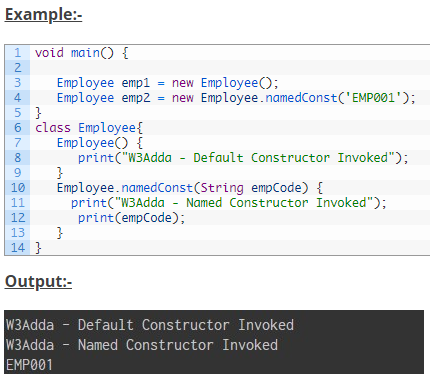 Example:-
1 void main() {
2
3 Employee emp1 = new Employee();
4 Employee emp2 = new Employee.namedConst('EMP001');
5 }
6 class Employee{
7 Employee() {
8 print("W3Adda - Default Constructor Invoked");
9 }
10 Employee.namedConst(String empCode) {
11 print("W3Adda - Named Constructor Invoked");
12 print(empCode);
13 }
14 }
Output:-
W3Adda - Default Constructor Invoked
W3Adda - Named Constructor Invoked
EMP001